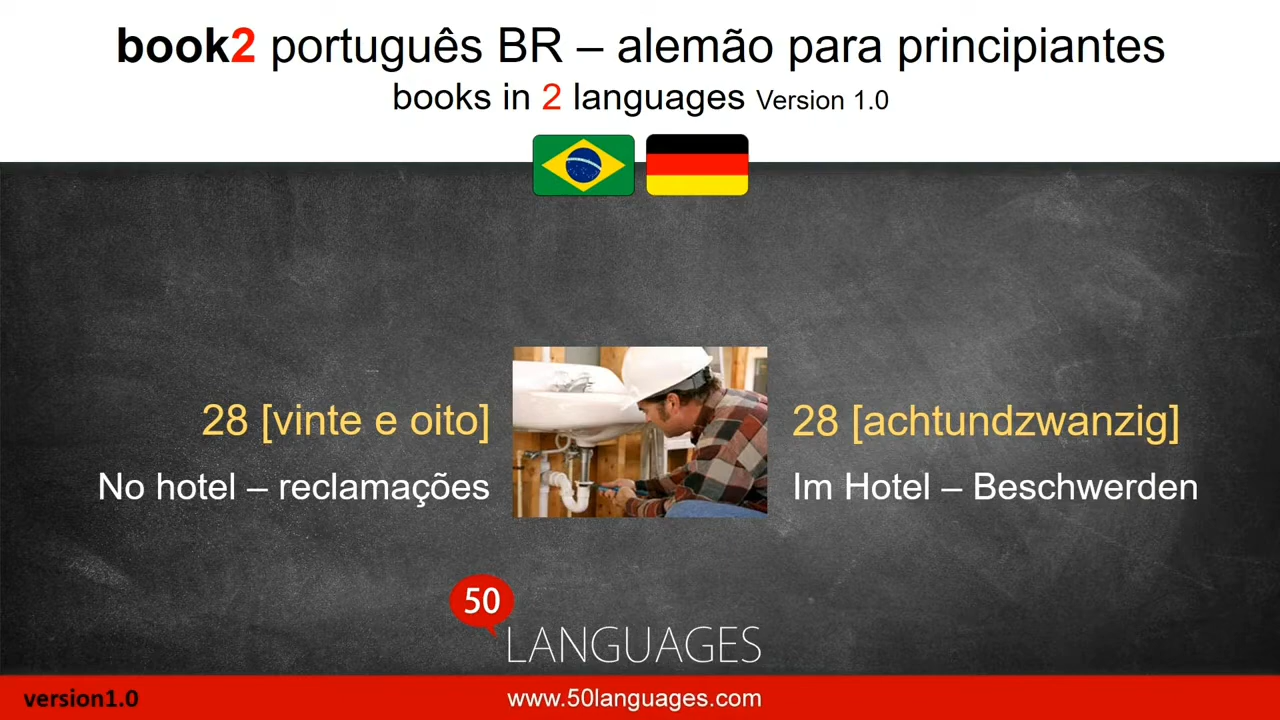 book2 português BR – alemão para principiantes
books in 2 languages Version 1.0
28 [vinte e oito]
No hotel – reclamações
28 [achtundzwanzig]
Im Hotel – Beschwerden
50
LANGUAGES
version1.0
www.50languages.com